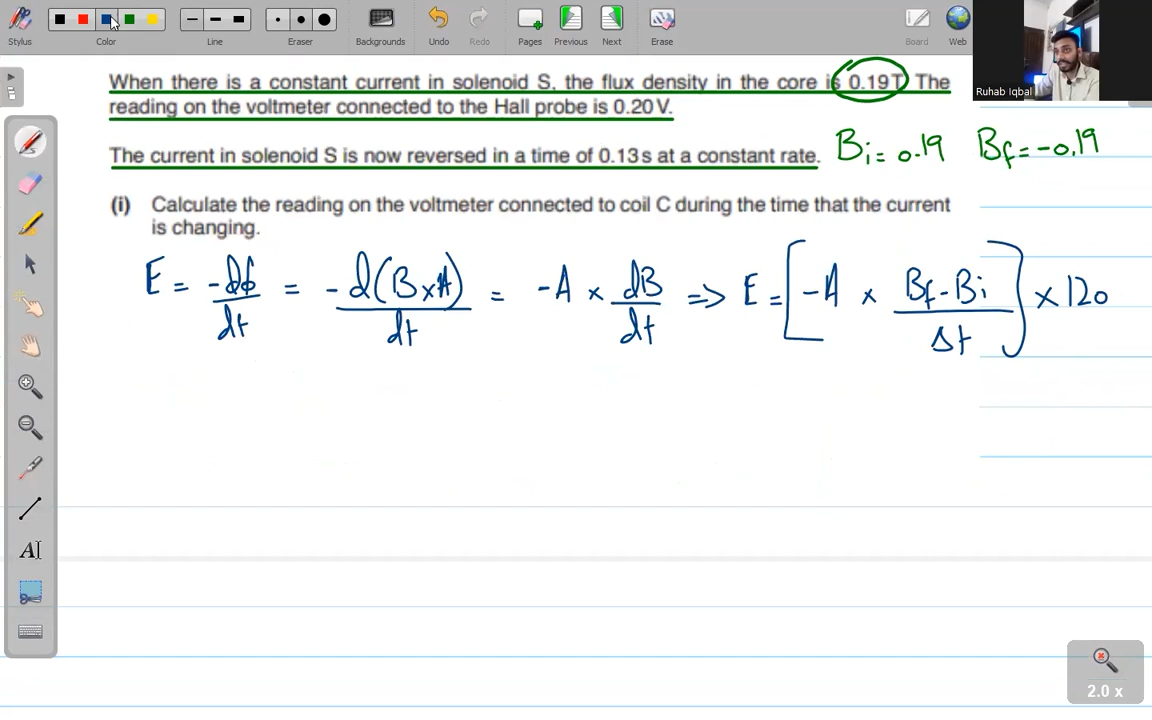 Stylus Color Line Eraser Backgrounds Undo Redo Pages Previous Next Erase Board Web
Ruhab Iqbal
When there is a constant current in solenoid S, the flux density in the core is 0.19T The
reading on the voltmeter connected to the Hall probe is 0.20V.
The current in solenoid S is now reversed in a time of 0.13s at a constant rate.
Bi = 0.19 Bf = -0.19
(i) Calculate the reading on the voltmeter connected to coil C during the time that the current
is changing.
E = -dϕ/dt = -d(B×A)/dt = -A × dB/dt => E = [-A × Bf-Bi/Δt] × 120
AI
2.0 x